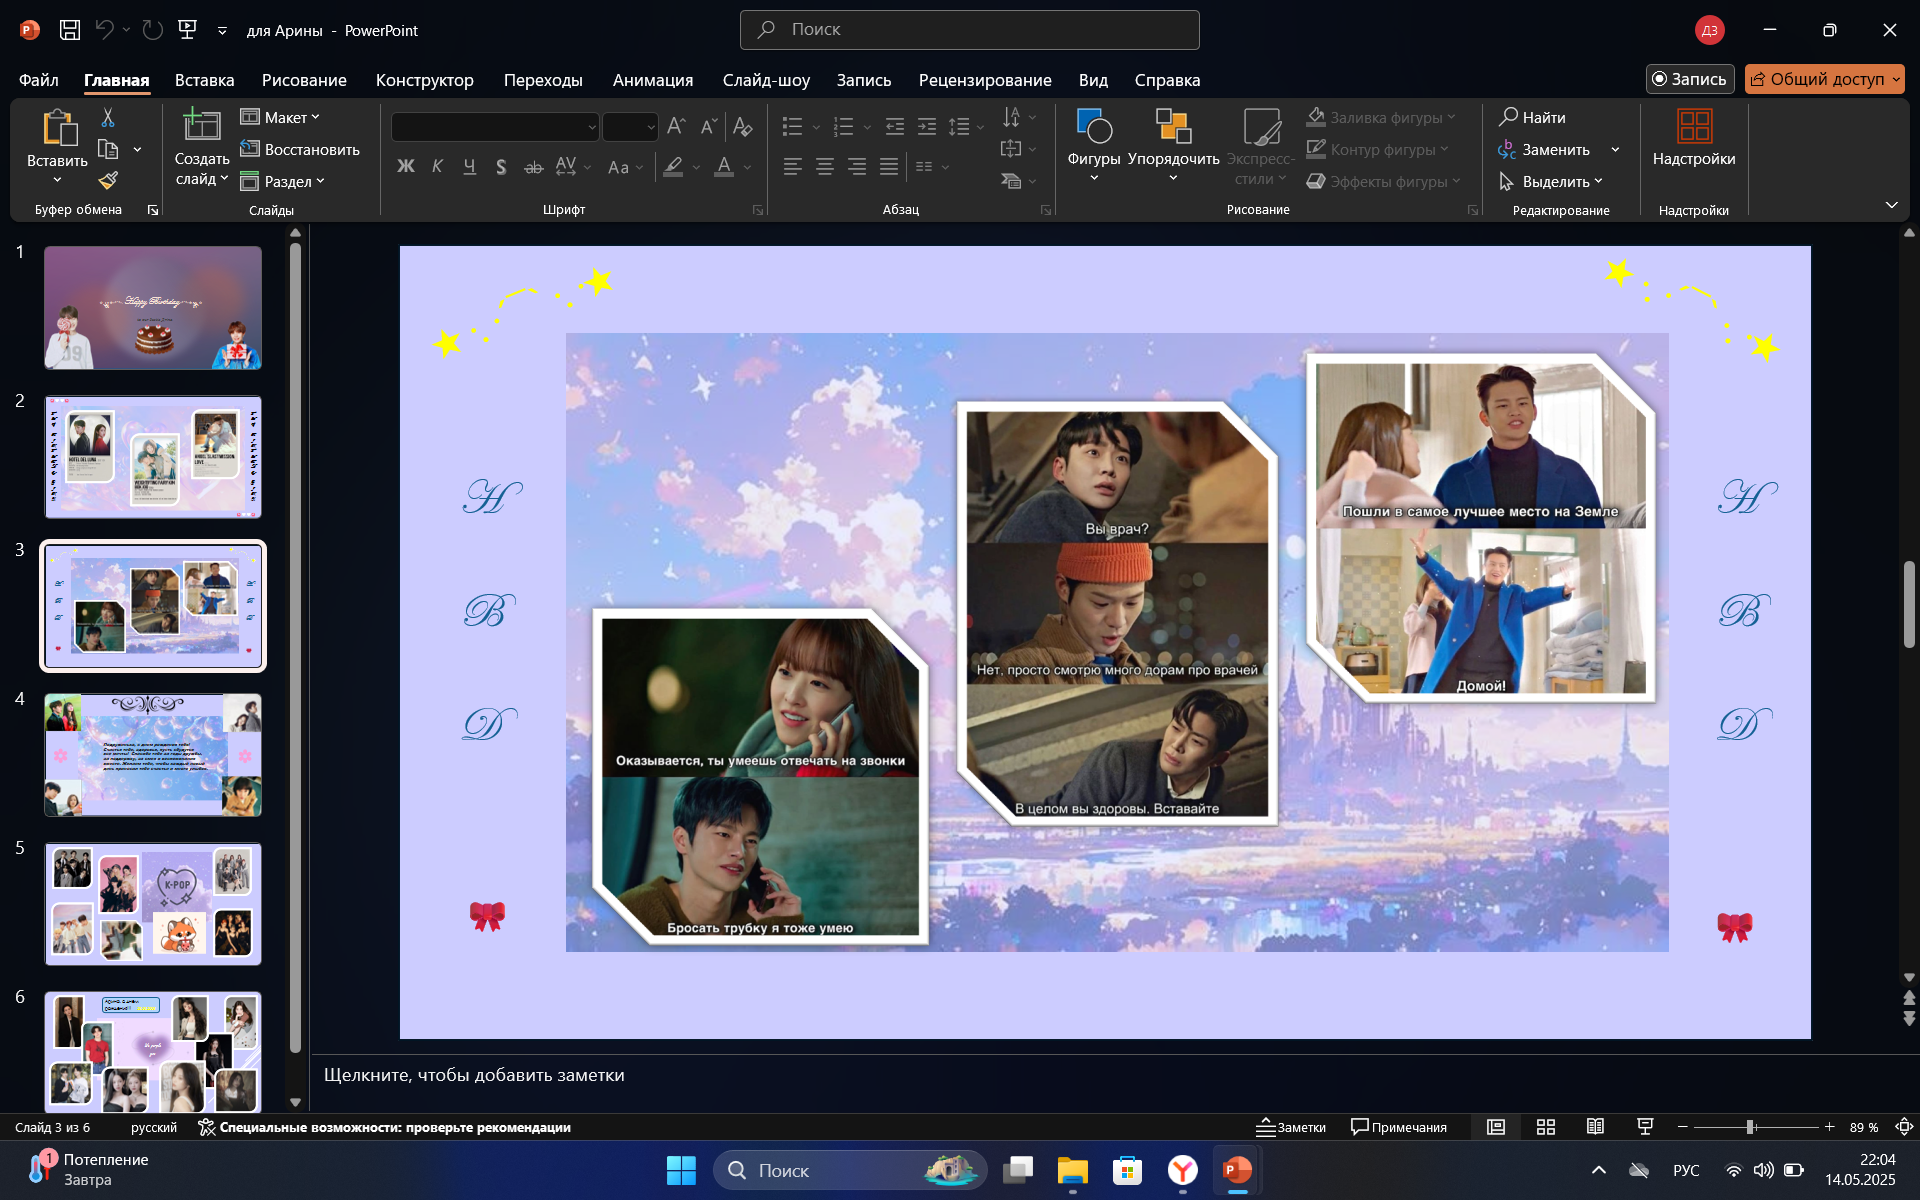 для Арины - PowerPoint
Поиск
ДЗ
Файл Главная Вставка Рисование Конструктор Переходы Анимация Слайд-шоу Запись Рецензирование Вид Справка
Запись Общий доступ
Вставить
Буфер обмена
Создать слайд
Макет
Восстановить
Раздел
Слайды
Ж К Ч S ab AV Aa A
Шрифт
Абзац
Фигуры
Упорядочить
Экспресс-стили
Заливка фигуры
Контур фигуры
Эффекты фигуры
Рисование
Найти
Заменить
Выделить
Редактирование
Надстройки
Надстройки
1
2
3
4
5
K-POP
6
H
B
D
Оказывается, ты умеешь отвечать на звонки
Бросать трубку я тоже умею
Вы врач?
Нет, просто смотрю много дорам про врачей
В целом вы здоровы. Вставайте
Пошли в самое лучшее место на Земле
Домой!
H
B
D
Щелкните, чтобы добавить заметки
Слайд 3 из 6 русский Специальные возможности: проверьте рекомендации
Заметки Примечания 89 %
1
Потепление
Завтра
Поиск
РУС
22:04
14.05.2025